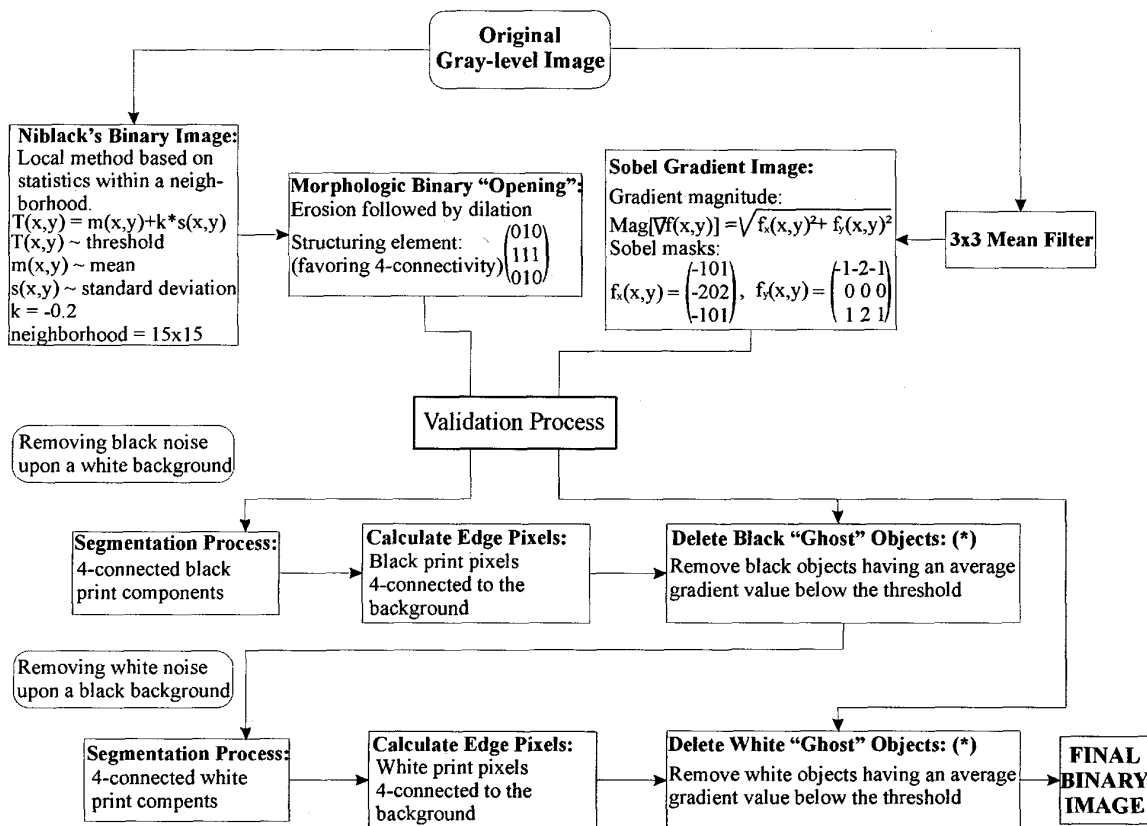 Original
Gray-level Image
Niblack's Binary Image:
Local method based on
statistics within a neigh-
borhood.
T(x,y) = m(x,y)+k*s(x,y)
T(x,y) ~ threshold
m(x,y) ~ mean
s(x,y) ~ standard deviation
k = -0.2
neighborhood = 15x15
Morphologic Binary “Opening”:
Erosion followed by dilation
Structuring element:
(favoring 4-connectivity)
010
111
010
Sobel Gradient Image:
Gradient magnitude:
Mag[∇f(x,y)] = √ fₓ(x,y)²+ fᵧ(x,y)²
Sobel masks:
fₓ(x,y) =
-101
-202
-101
, fᵧ(x,y) =
-1-2-1
0 0 0
1 2 1
3x3 Mean Filter
Validation Process
Removing black noise
upon a white background
Segmentation Process:
4-connected black
print components
Calculate Edge Pixels:
Black print pixels
4-connected to the
background
Delete Black “Ghost” Objects: (*)
Remove black objects having an average
gradient value below the threshold
Removing white noise
upon a black background
Segmentation Process:
4-connected white
print compents
Calculate Edge Pixels:
White print pixels
4-connected to the
background
Delete White “Ghost” Objects: (*)
Remove white objects having an average
gradient value below the threshold
FINAL
BINARY
IMAGE